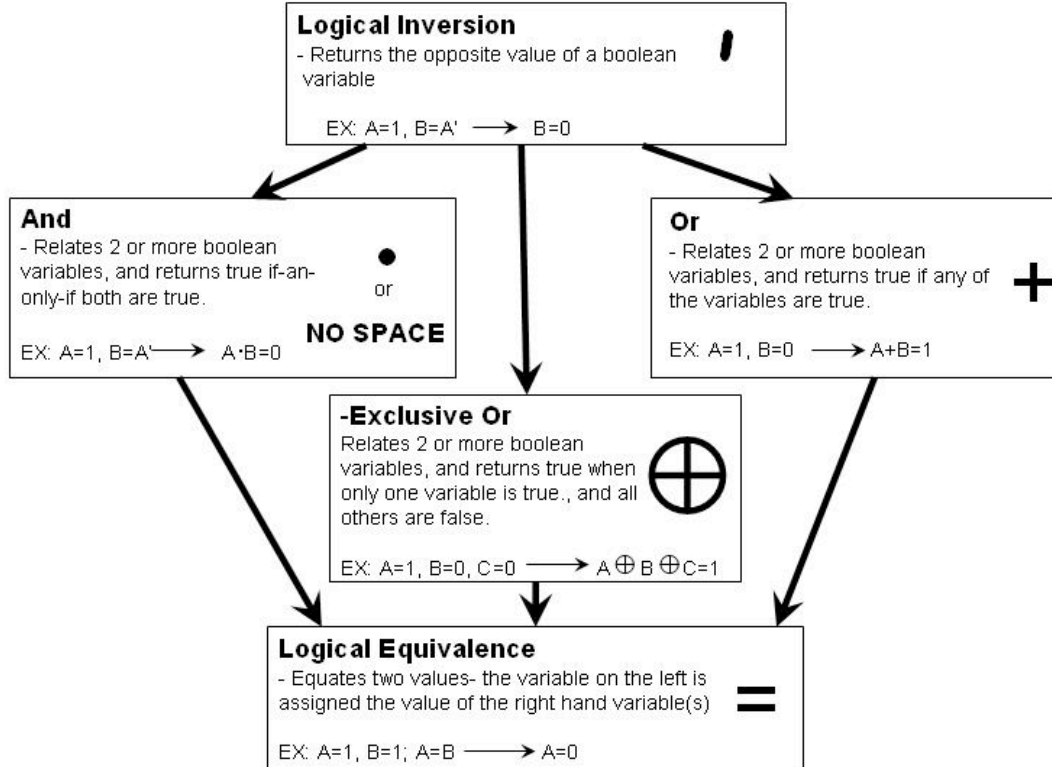 Logical Inversion
- Returns the opposite value of a boolean
variable
EX: A=1, B=A' → B=0
And
- Relates 2 or more boolean
variables, and returns true if-an-
only-if both are true.
•
or
NO SPACE
EX: A=1, B=A' → A·B=0
Or
- Relates 2 or more boolean
variables, and returns true if any of
the variables are true.
+
EX: A=1, B=0 → A+B=1
-Exclusive Or
Relates 2 or more boolean
variables, and returns true when
only one variable is true., and all
others are false.
⊕
EX: A=1, B=0, C=0 → A ⊕ B ⊕ C=1
Logical Equivalence
- Equates two values- the variable on the left is
assigned the value of the right hand variable(s)
=
EX: A=1, B=1; A=B → A=0